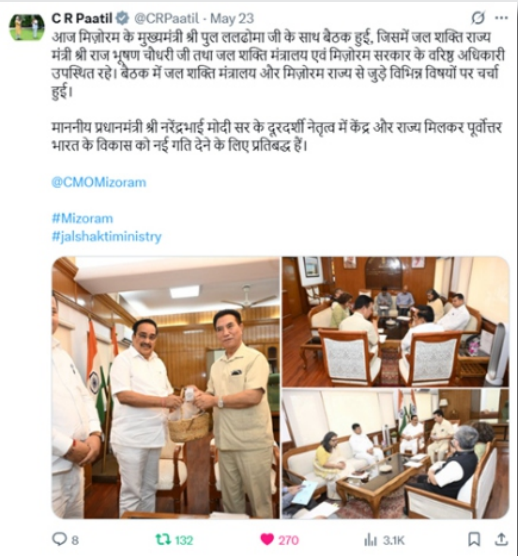 C R Paatil @CRPaatil · May 23
आज मिज़ोरम के मुख्यमंत्री श्री पुल ललढोमा जी के साथ बैठक हुई, जिसमें जल शक्ति राज्य
मंत्री श्री राज भूषण चौधरी जी तथा जल शक्ति मंत्रालय एवं मिज़ोरम सरकार के वरिष्ठ अधिकारी
उपस्थित रहे। बैठक में जल शक्ति मंत्रालय और मिज़ोरम राज्य से जुड़े विभिन्न विषयों पर चर्चा
हुई।
माननीय प्रधानमंत्री श्री नरेंद्रभाई मोदी सर के दूरदर्शी नेतृत्व में केंद्र और राज्य मिलकर पूर्वोत्तर
भारत के विकास को नई गति देने के लिए प्रतिबद्ध हैं।
@CMOMizoram
#Mizoram
#jalshaktiministry
8 132 270 3.1K